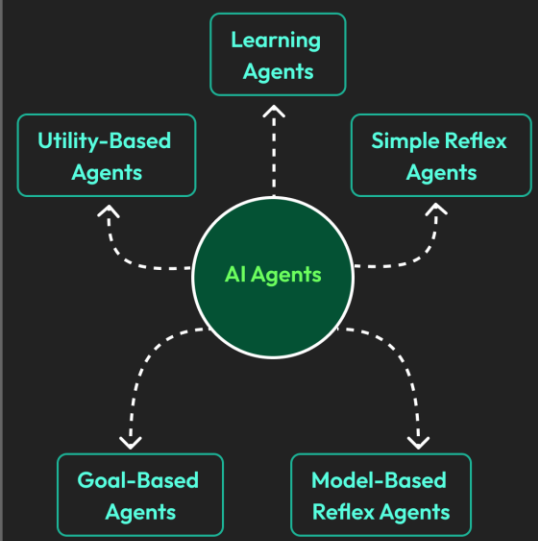 Learning
Agents
Utility-Based
Agents
Simple Reflex
Agents
AI Agents
Goal-Based
Agents
Model-Based
Reflex Agents